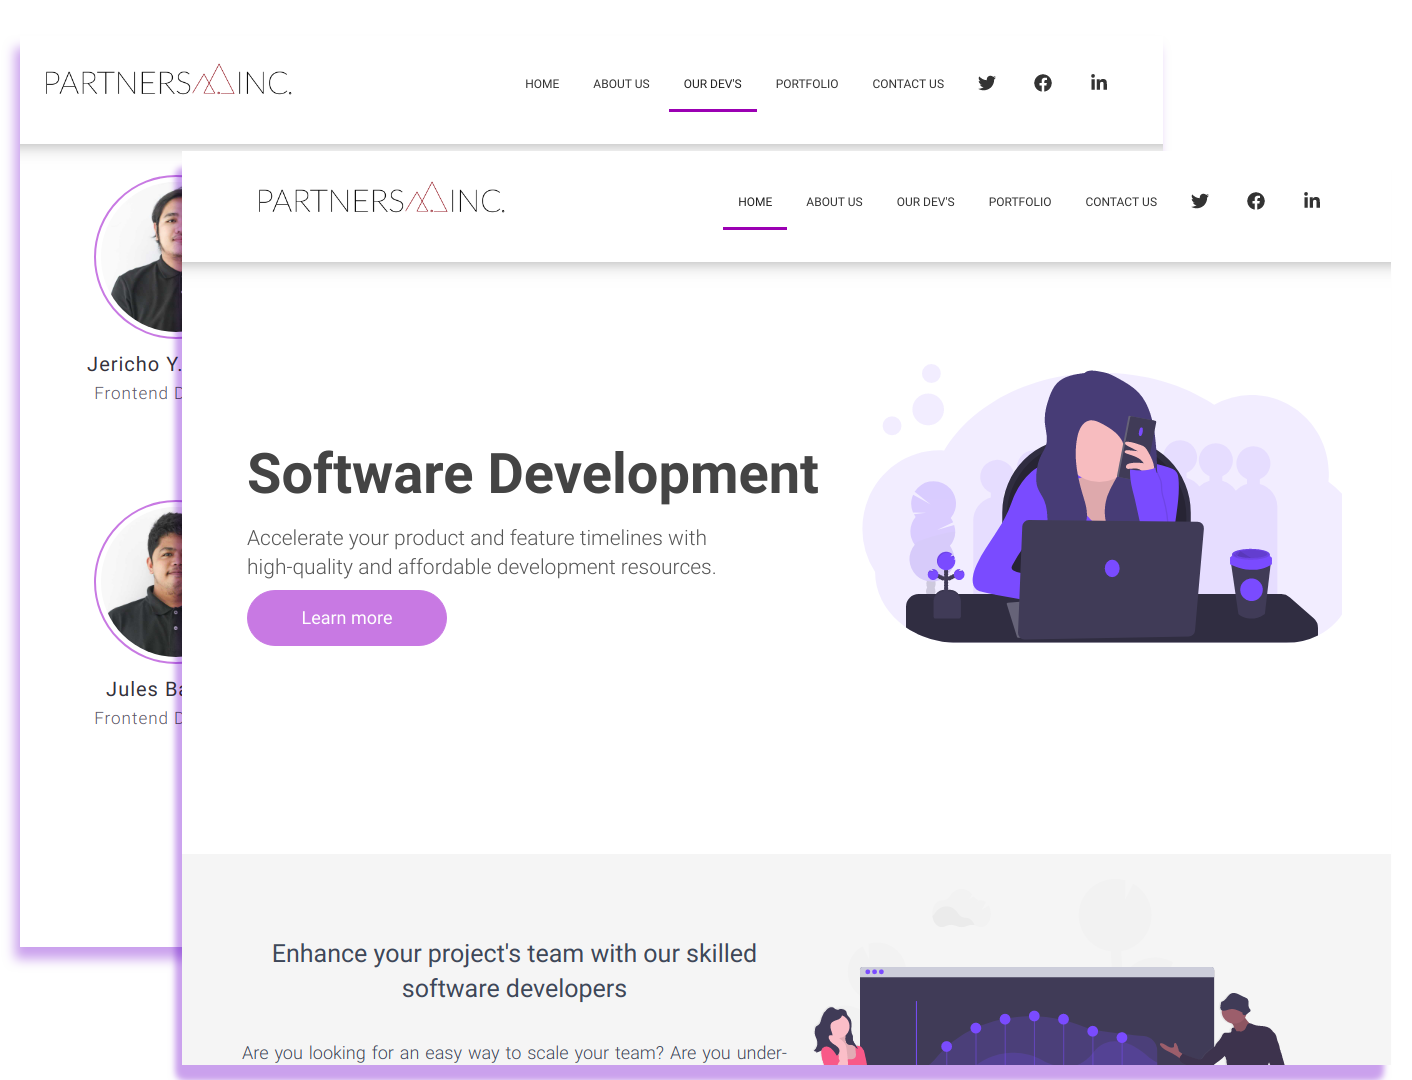 PARTNERS INC.
HOME ABOUT US OUR DEV'S PORTFOLIO CONTACT US
PARTNERS INC.
HOME ABOUT US OUR DEV'S PORTFOLIO CONTACT US
Jericho Y.
Frontend D
Jules Ba
Frontend D
Software Development
Accelerate your product and feature timelines with
high-quality and affordable development resources.
Learn more
Enhance your project's team with our skilled
software developers
Are you looking for an easy way to scale your team? Are you under-